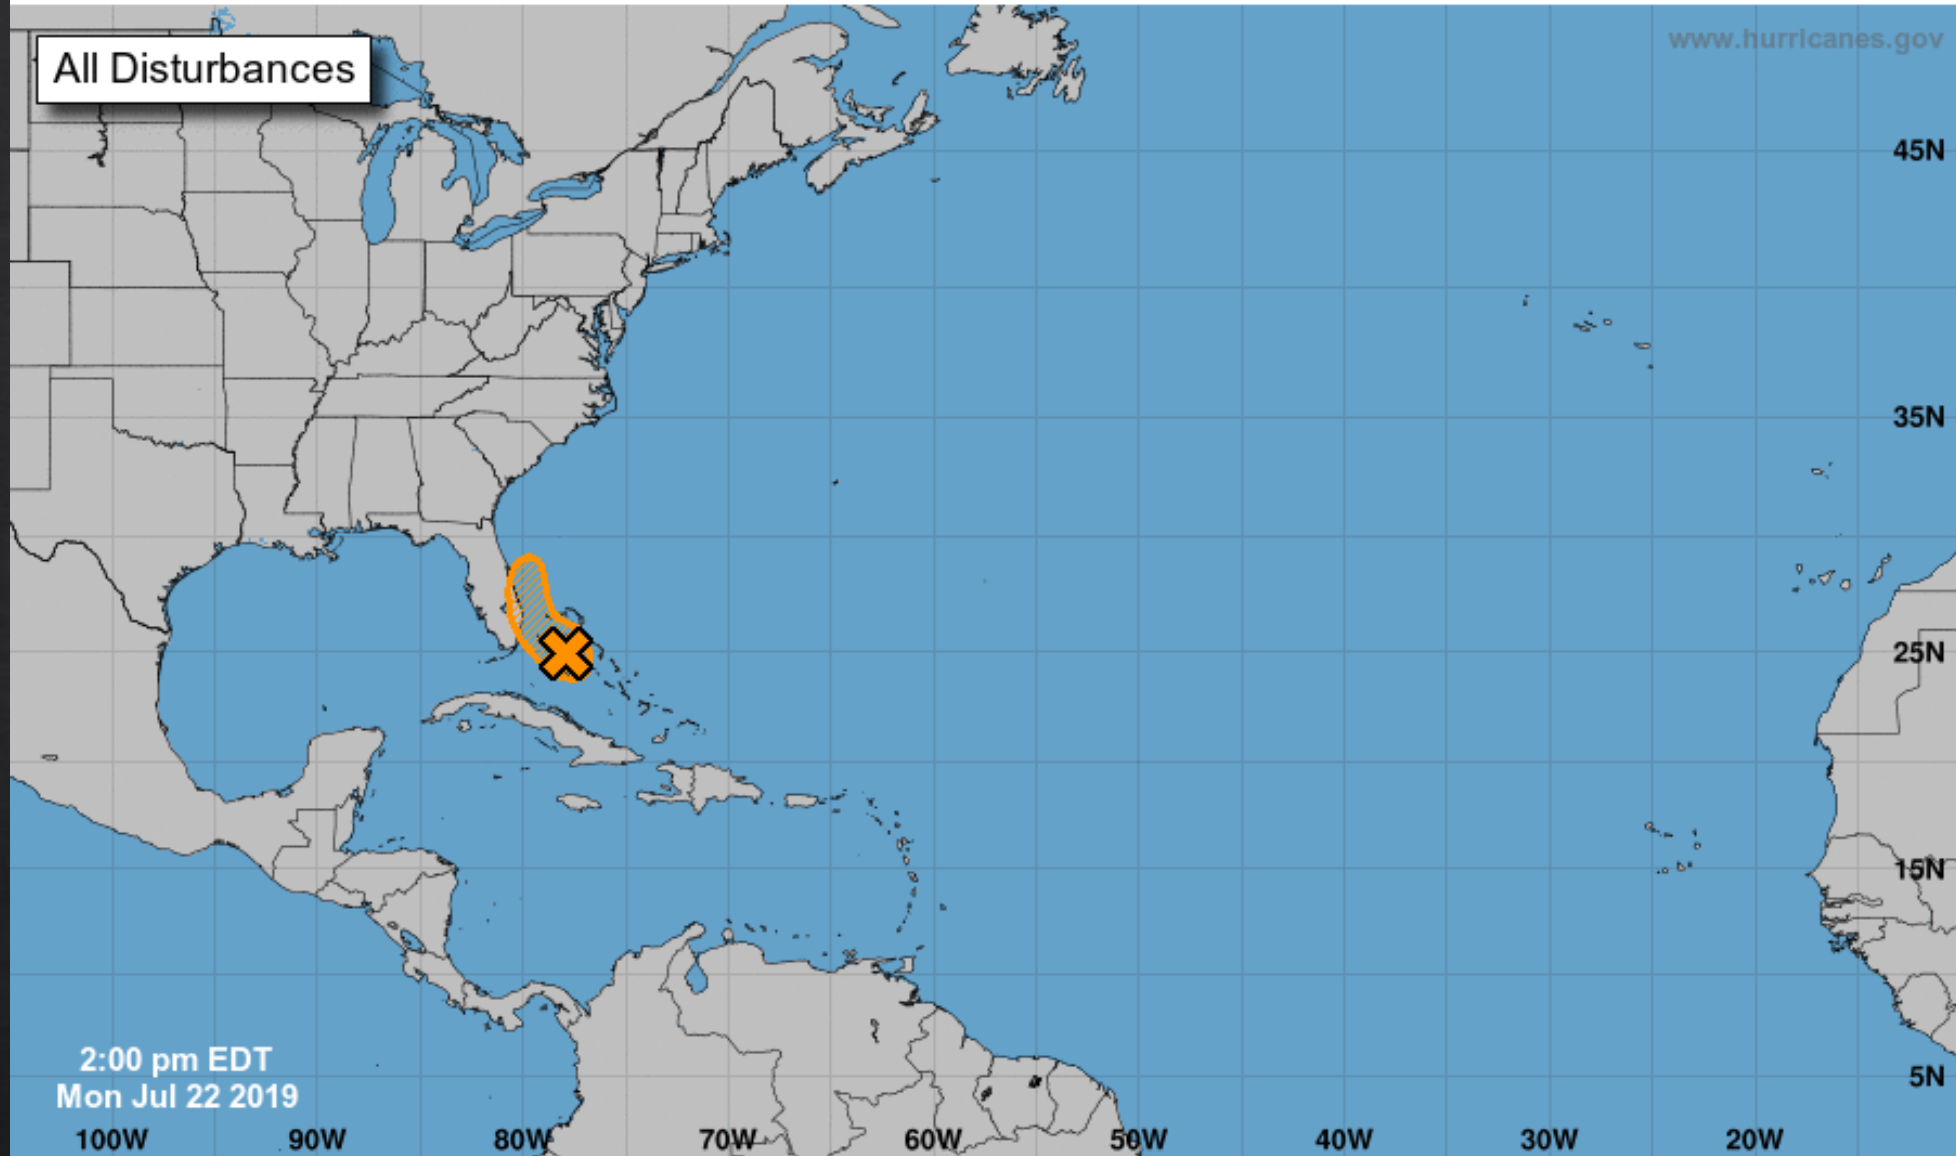 All Disturbances
www.hurricanes.gov
45N
35N
25N
15N
5N
2:00 pm EDT
Mon Jul 22 2019
100W 90W 80W 70W 60W 50W 40W 30W 20W